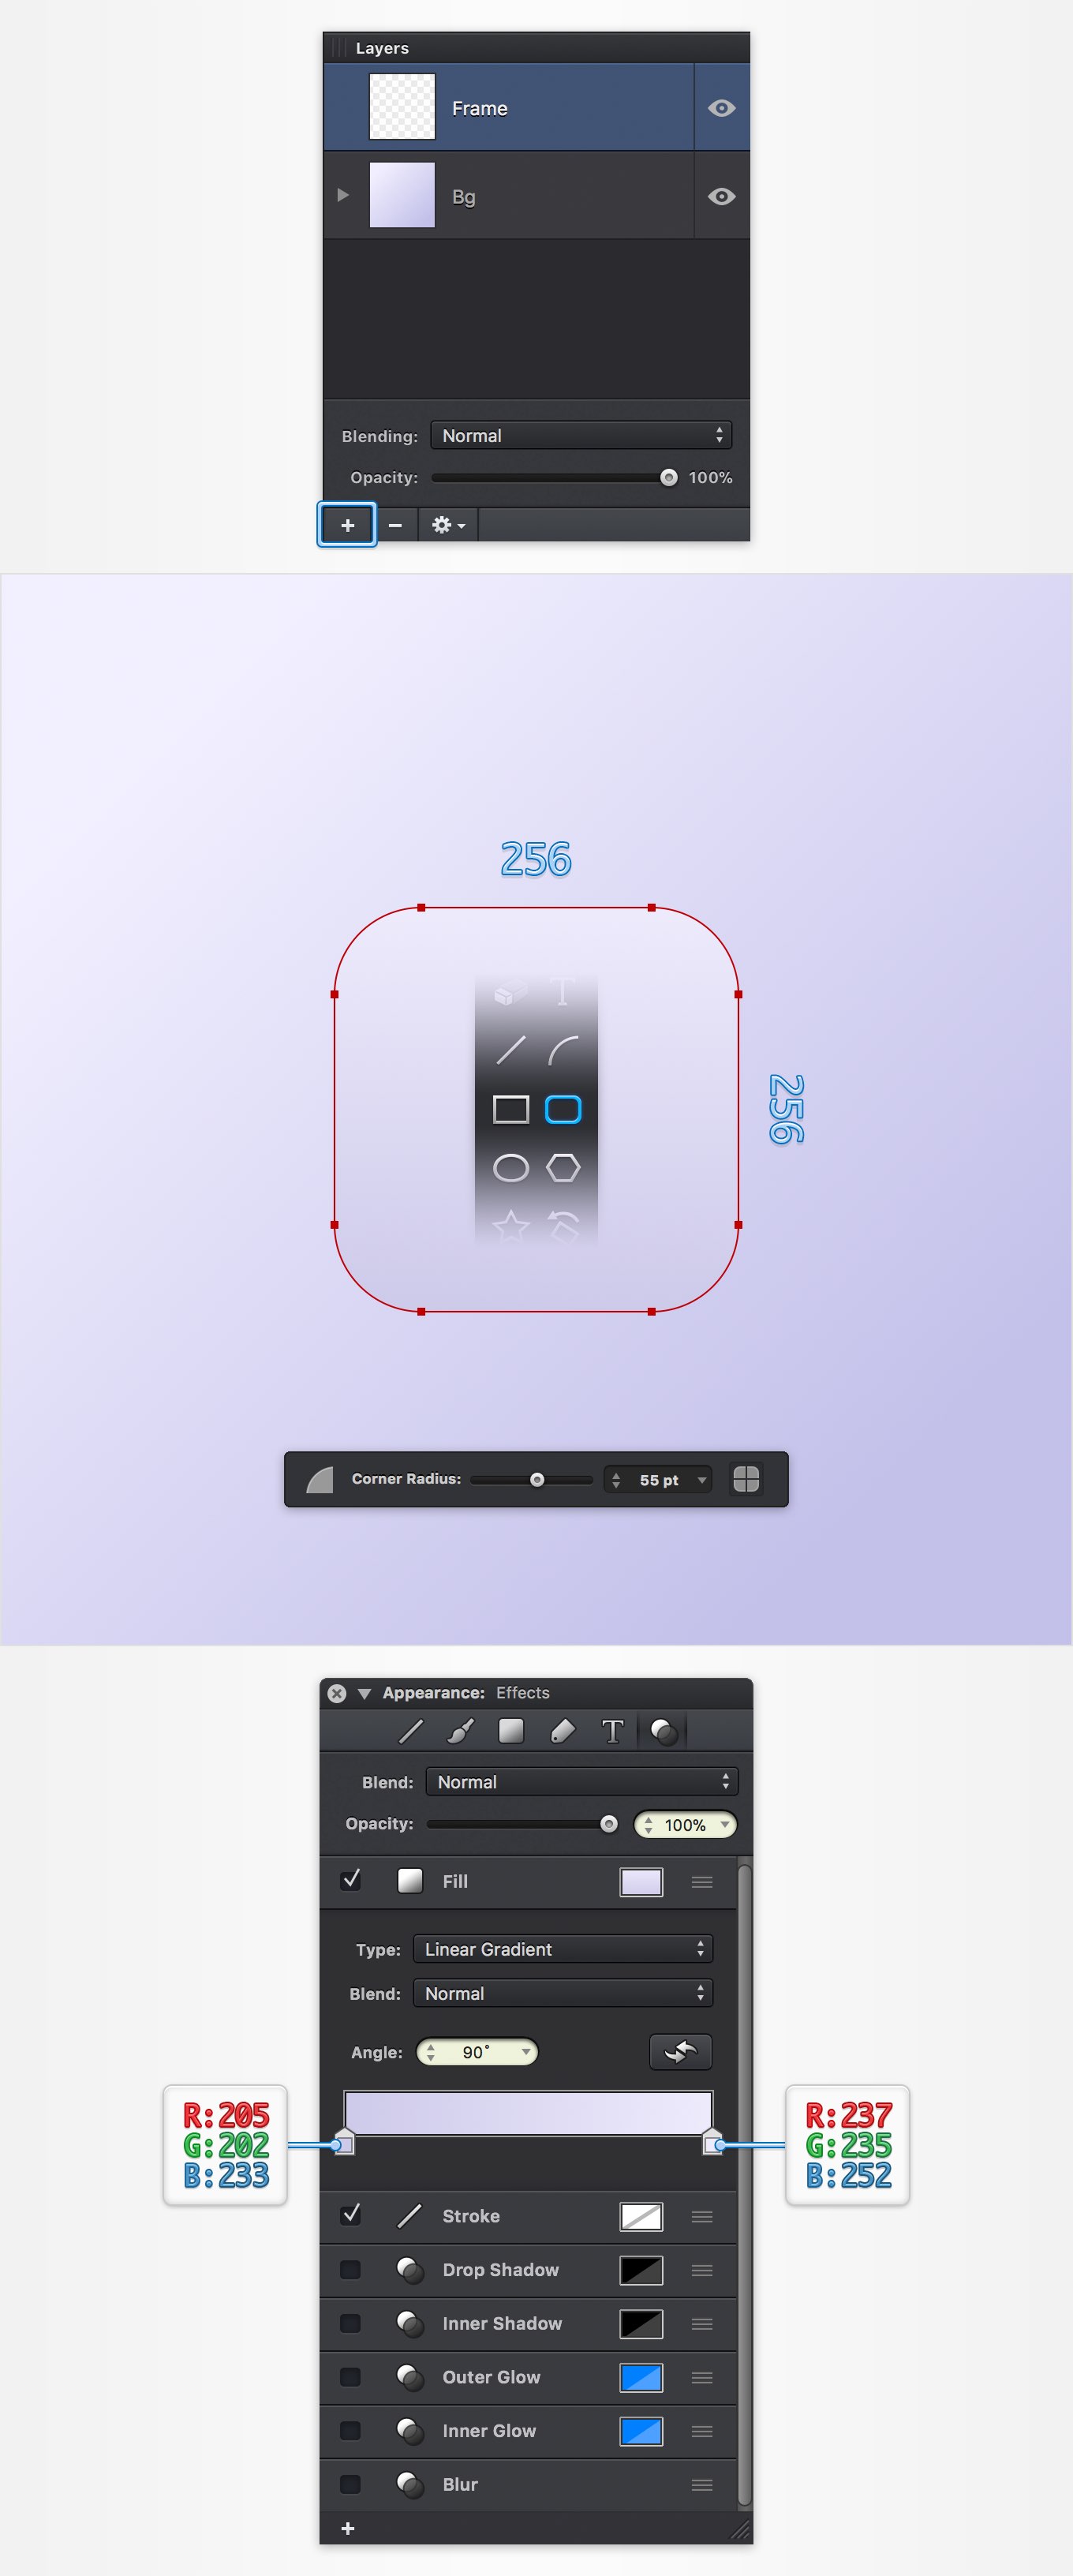 Layers
Frame
Bg
Blending: Normal
Opacity: 100%
+ −
256
T
256
Corner Radius: 55 pt
Appearance: Effects
T
Blend: Normal
Opacity: 100%
Fill
Type: Linear Gradient
Blend: Normal
Angle: 90°
R:205
G:202
B:233
R:237
G:235
B:252
Stroke
Drop Shadow
Inner Shadow
Outer Glow
Inner Glow
Blur
+